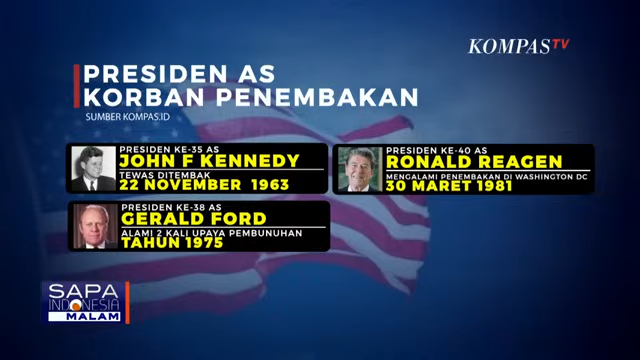 KOMPASTV
PRESIDEN AS
KORBAN PENEMBAKAN
SUMBER KOMPAS.ID
PRESIDEN KE-35 AS
JOHN F KENNEDY
TEWAS DITEMBAK
22 NOVEMBER 1963
PRESIDEN KE-40 AS
RONALD REAGEN
MENGALAMI PENEMBAKAN DI WASHINGTON DC
30 MARET 1981
PRESIDEN KE-38 AS
GERALD FORD
ALAMI 2 KALI UPAYA PEMBUNUHAN
TAHUN 1975
SAPA
INDONESIA
MALAM